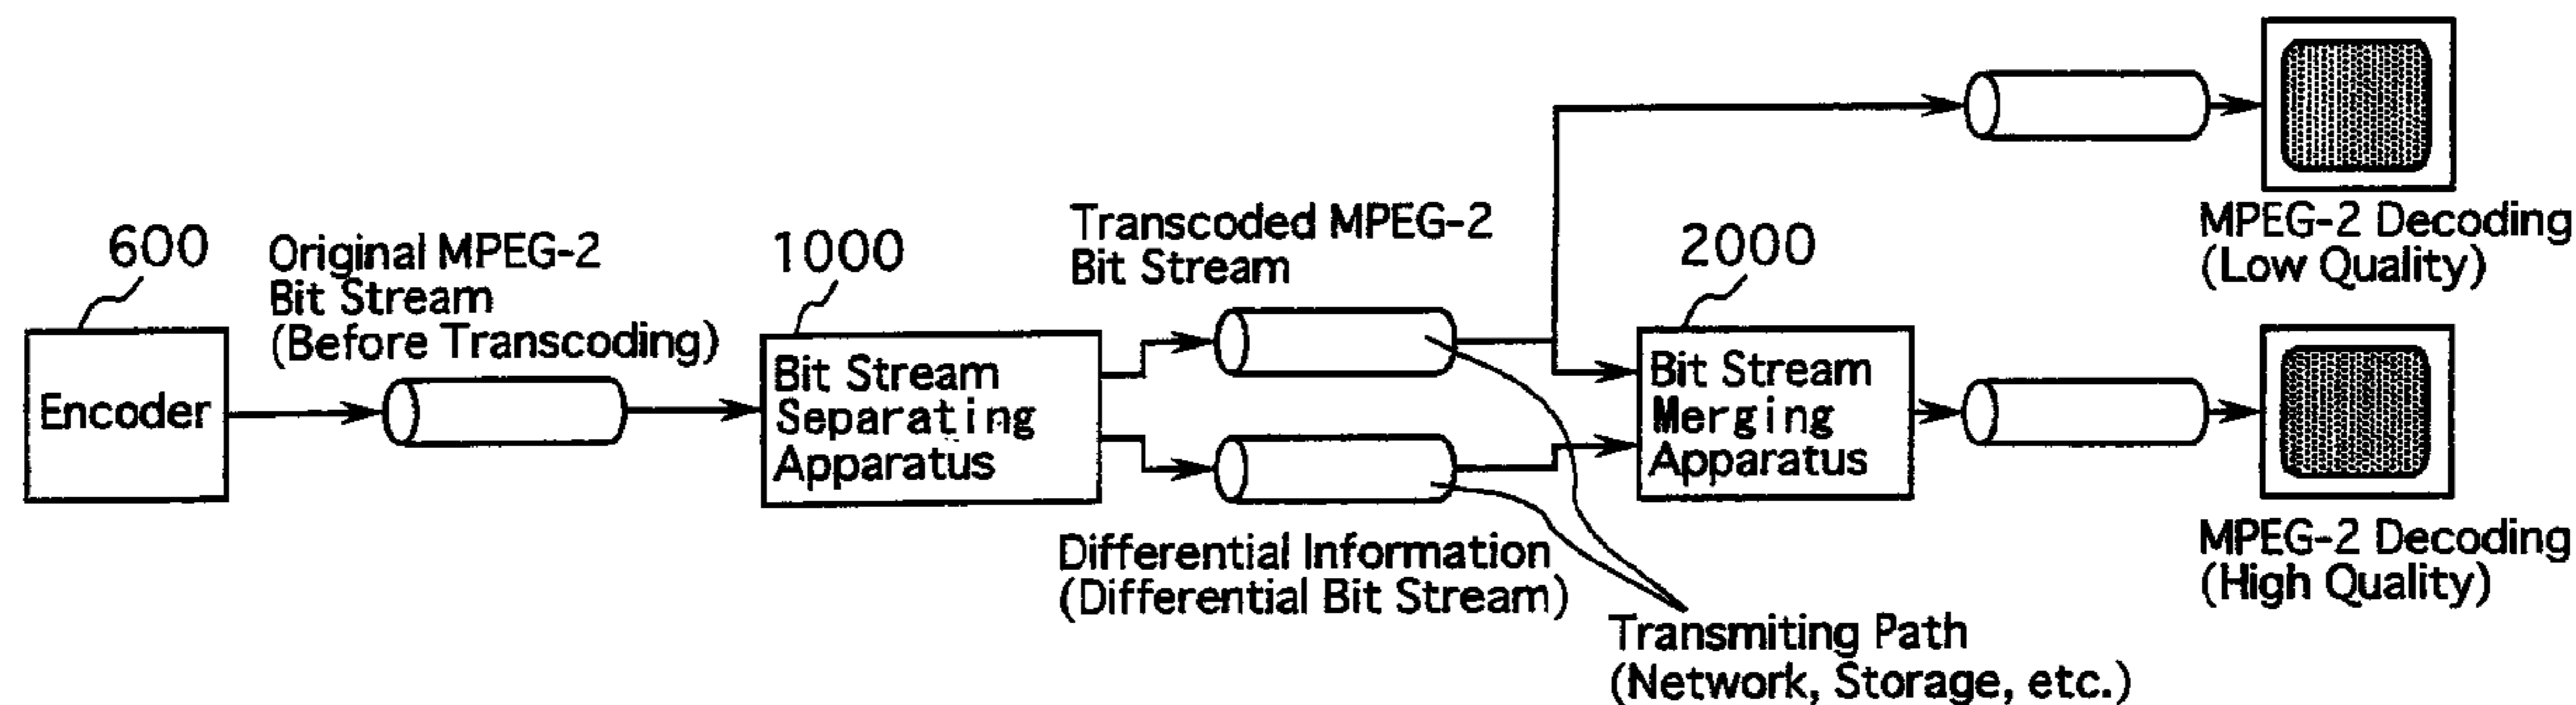 600
Original MPEG-2
Bit Stream
(Before Transcoding)
Encoder
1000
Bit Stream
Separating
Apparatus
Transcoded MPEG-2
Bit Stream
Differential Information
(Differential Bit Stream)
2000
Bit Stream
Merging
Apparatus
Transmiting Path
(Network, Storage, etc.)
MPEG-2 Decoding
(Low Quality)
MPEG-2 Decoding
(High Quality)